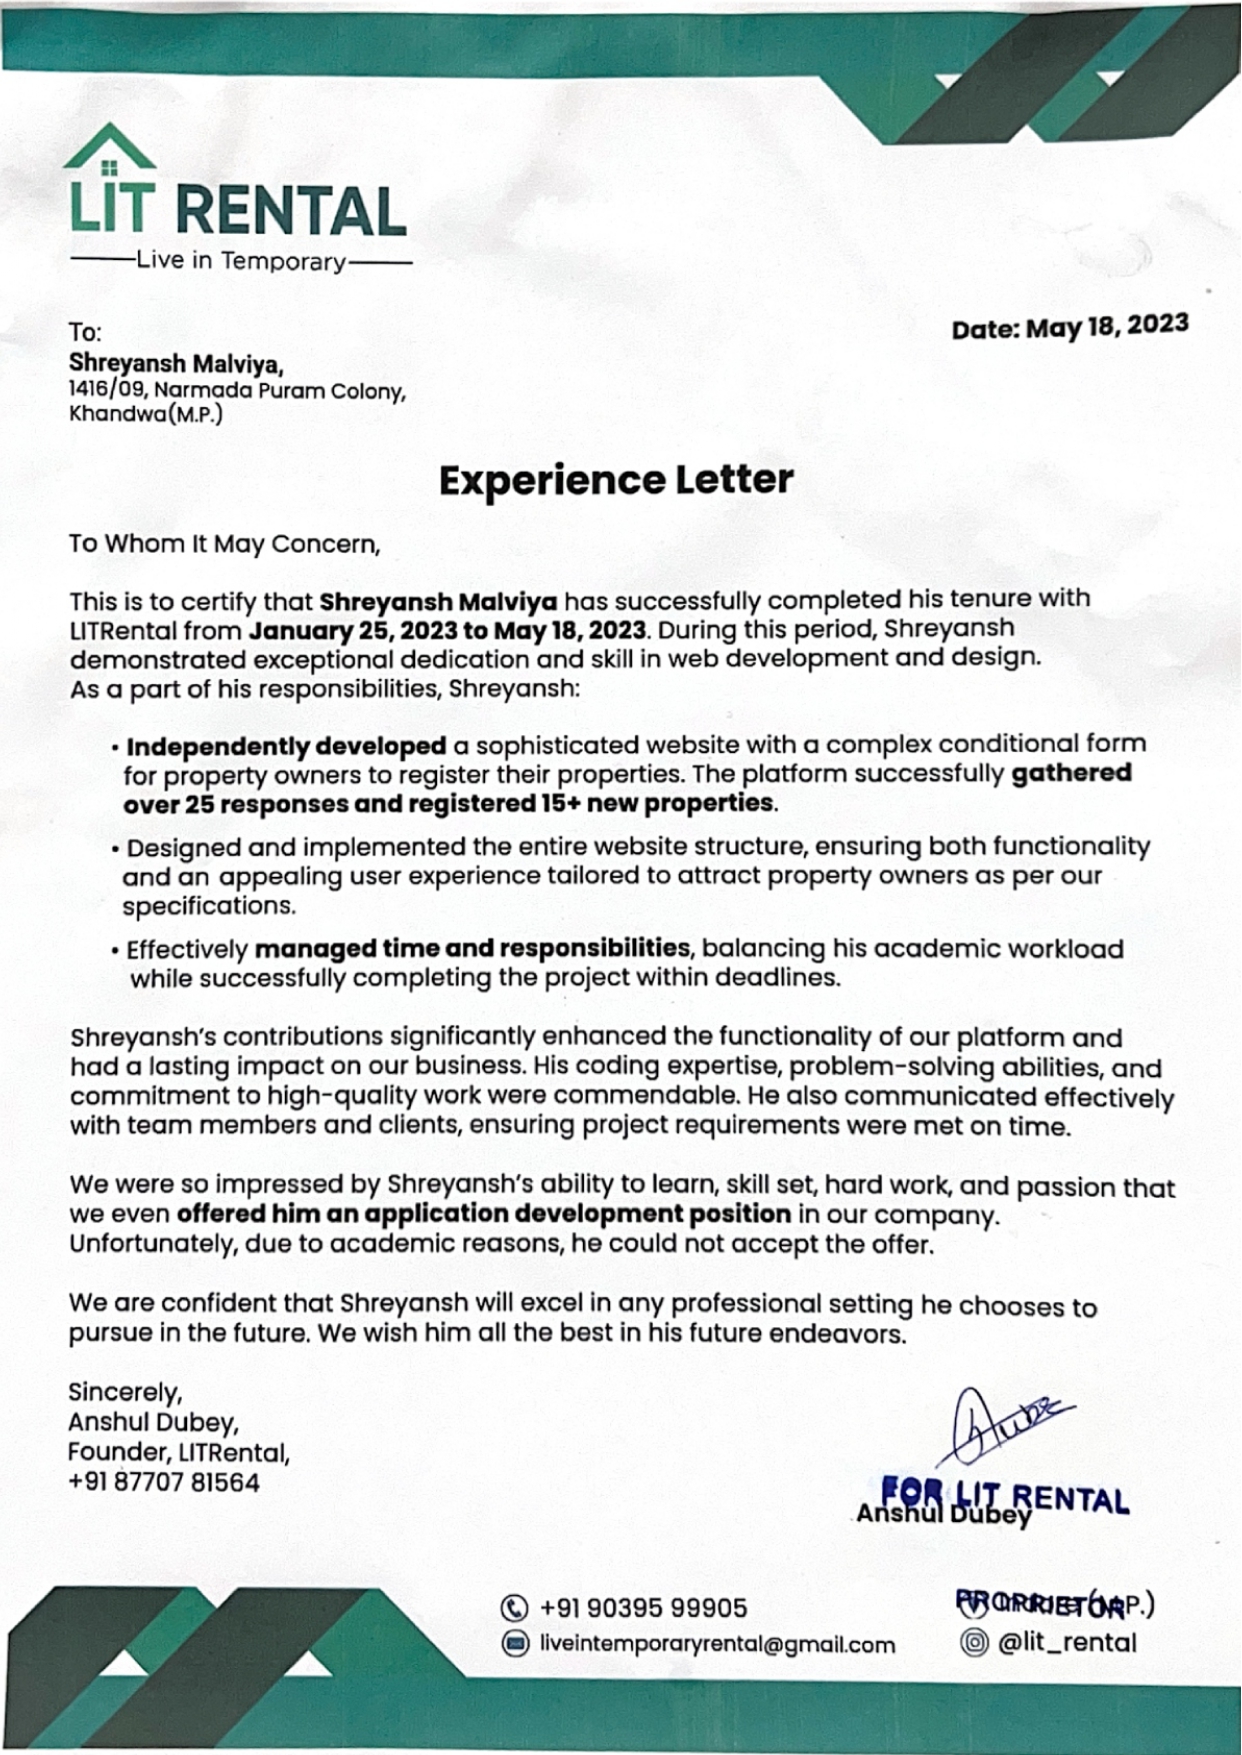 LIT RENTAL
Live in Temporary
To:
Shreyansh Malviya,
1416/09, Narmada Puram Colony,
Khandwa(M.P.)
Date: May 18, 2023
Experience Letter
To Whom It May Concern,
This is to certify that Shreyansh Malviya has successfully completed his tenure with
LITRental from January 25, 2023 to May 18, 2023. During this period, Shreyansh
demonstrated exceptional dedication and skill in web development and design.
As a part of his responsibilities, Shreyansh:
• Independently developed a sophisticated website with a complex conditional form
for property owners to register their properties. The platform successfully gathered
over 25 responses and registered 15+ new properties.
• Designed and implemented the entire website structure, ensuring both functionality
and an appealing user experience tailored to attract property owners as per our
specifications.
• Effectively managed time and responsibilities, balancing his academic workload
while successfully completing the project within deadlines.
Shreyansh's contributions significantly enhanced the functionality of our platform and
had a lasting impact on our business. His coding expertise, problem-solving abilities, and
commitment to high-quality work were commendable. He also communicated effectively
with team members and clients, ensuring project requirements were met on time.
We were so impressed by Shreyansh's ability to learn, skill set, hard work, and passion that
we even offered him an application development position in our company.
Unfortunately, due to academic reasons, he could not accept the offer.
We are confident that Shreyansh will excel in any professional setting he chooses to
pursue in the future. We wish him all the best in his future endeavors.
Sincerely,
Anshul Dubey,
Founder, LITRental,
+91 87707 81564
FOR LIT RENTAL
Anshul Dubey
PROPRIETOR
+91 90395 99905
liveintemporaryrental@gmail.com
@lit_rental